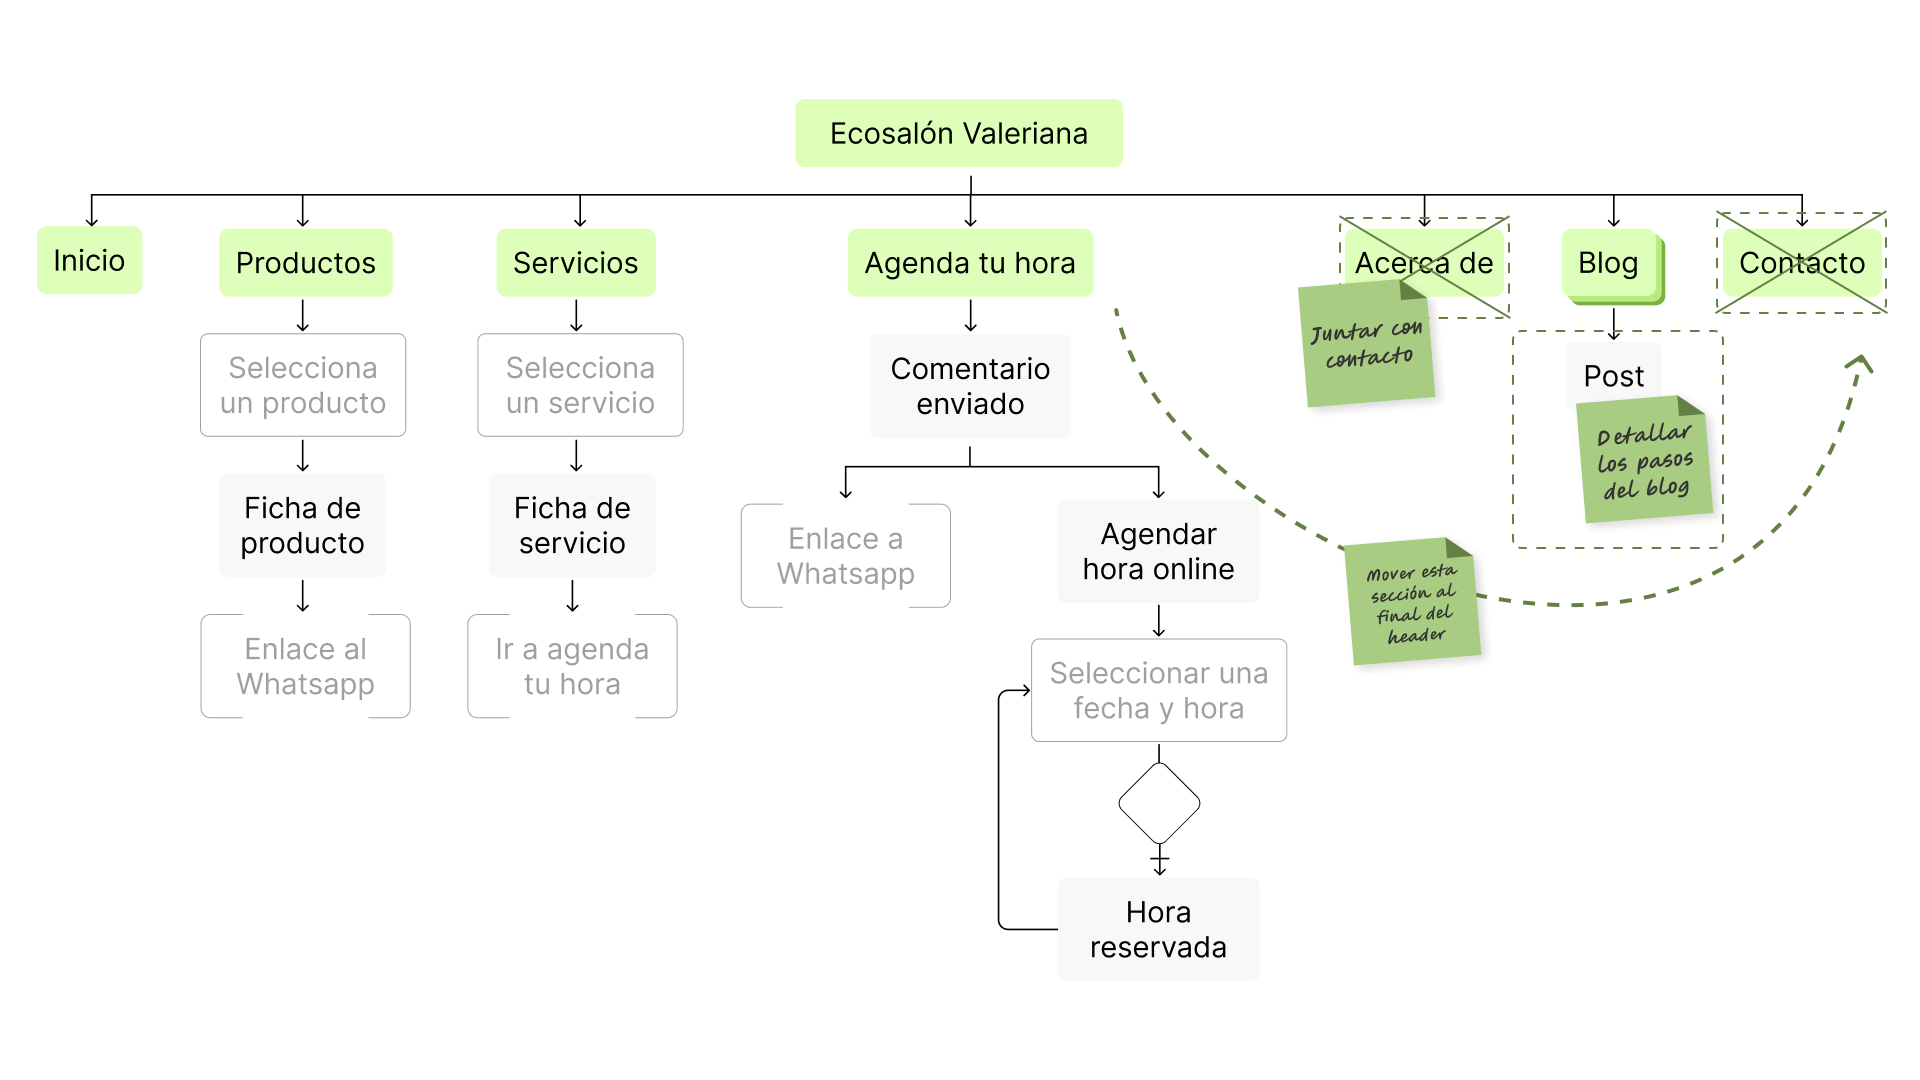 Ecosalón Valeriana
Inicio
Productos
Servicios
Agenda tu hora
Acerca de
Blog
Contacto
Selecciona
un producto
Ficha de
producto
Enlace al
Whatsapp
Selecciona
un servicio
Ficha de
servicio
Ir a agenda
tu hora
Comentario
enviado
Enlace a
Whatsapp
Agendar
hora online
Seleccionar una
fecha y hora
Hora
reservada
Juntar con
contacto
Post
Detallar
los pasos
del blog
Mover esta
sección al
final del
header